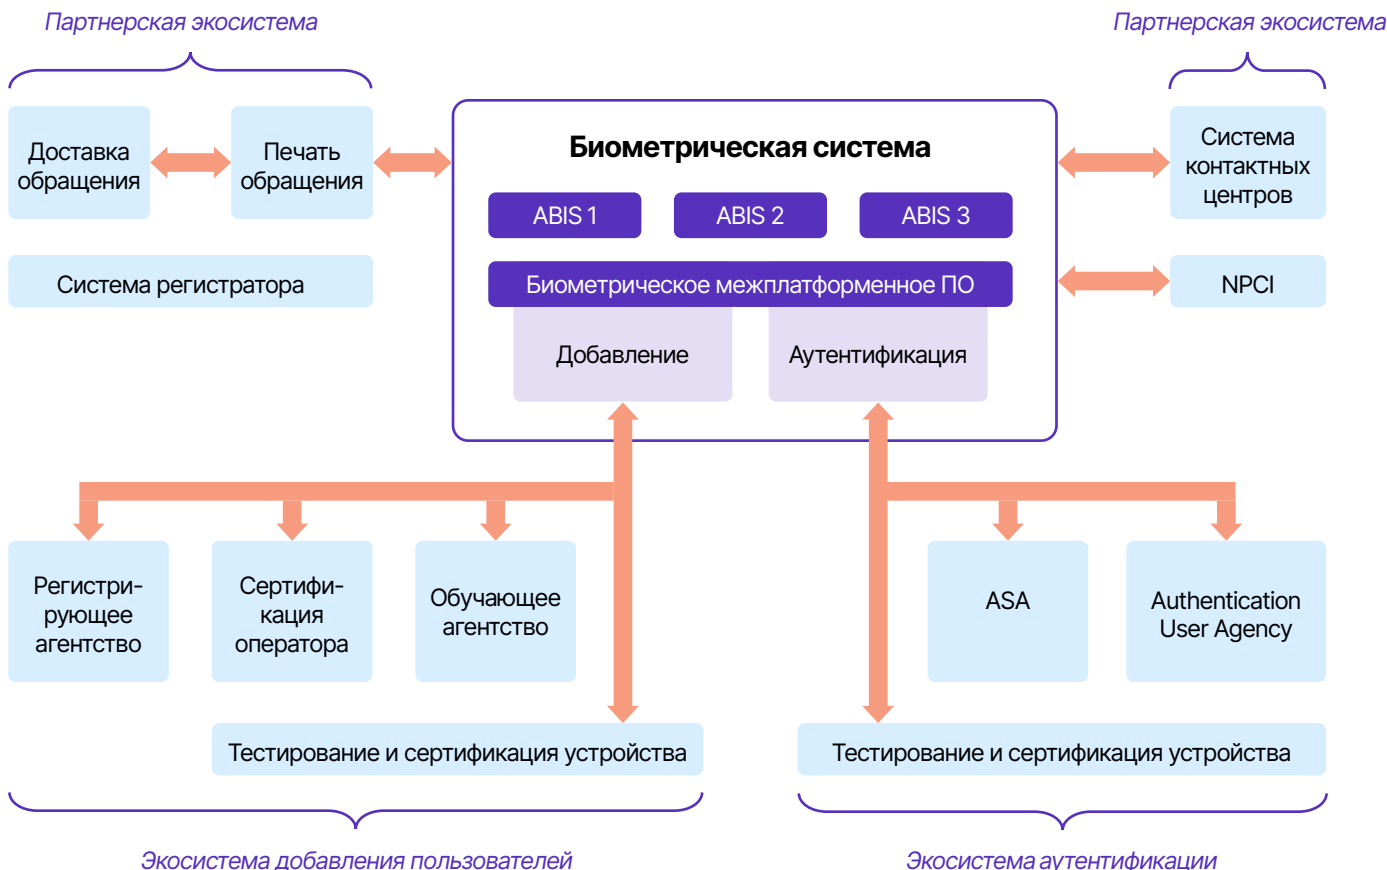 Партнерская экосистема
Партнерская экосистема
Доставка
обращения
Печать
обращения
Биометрическая система
Система
контактных
центров
ABIS 1
ABIS 2
ABIS 3
Система регистратора
Биометрическое межплатформенное ПО
NPCI
Добавление
Аутентификация
Регистри-
рующее
агентство
Сертифи-
кация
оператора
Обучающее
агентство
ASA
Authentication
User Agency
Тестирование и сертификация устройства
Тестирование и сертификация устройства
Экосистема добавления пользователей
Экосистема аутентификации